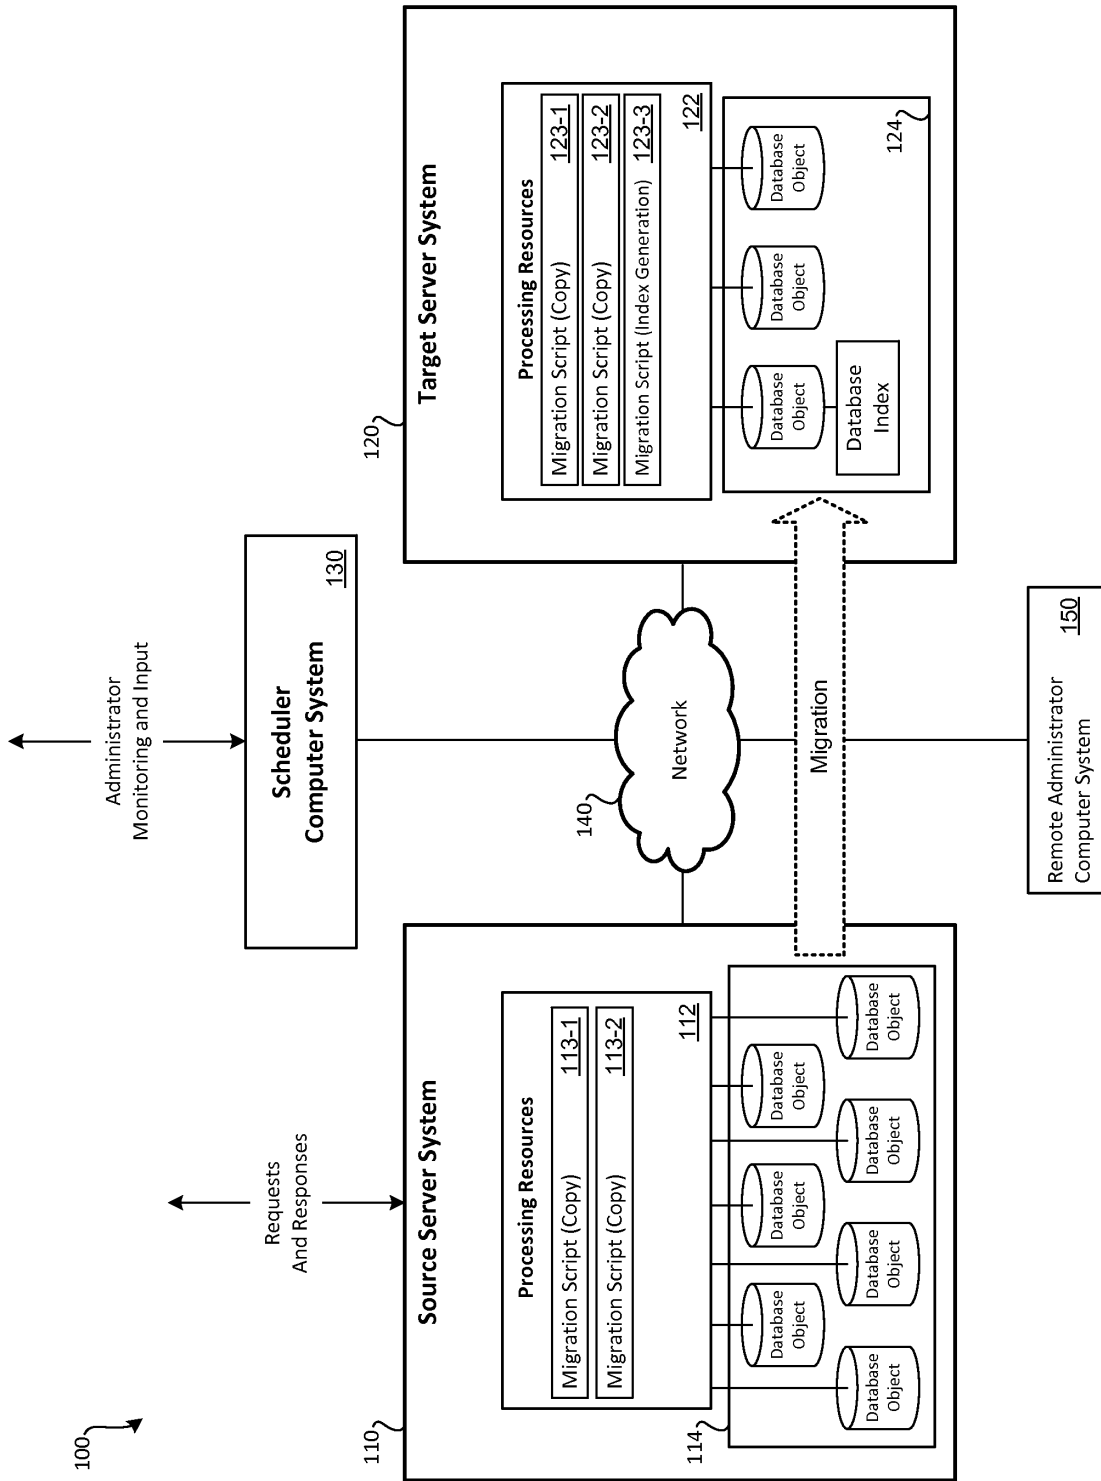 100
Requests
And Responses
Administrator
Monitoring and Input
110
Source Server System
Processing Resources
Migration Script (Copy) 113-1
Migration Script (Copy) 113-2
112
114
Database
Object
Database
Object
Database
Object
Database
Object
Database
Object
Database
Object
Database
Object
Scheduler
Computer System
130
140
Network
Migration
Remote Administrator
Computer System
150
120
Target Server System
Processing Resources
Migration Script (Copy) 123-1
Migration Script (Copy) 123-2
Migration Script (Index Generation) 123-3
122
Database
Object
Database
Object
Database
Object
Database
Index
124